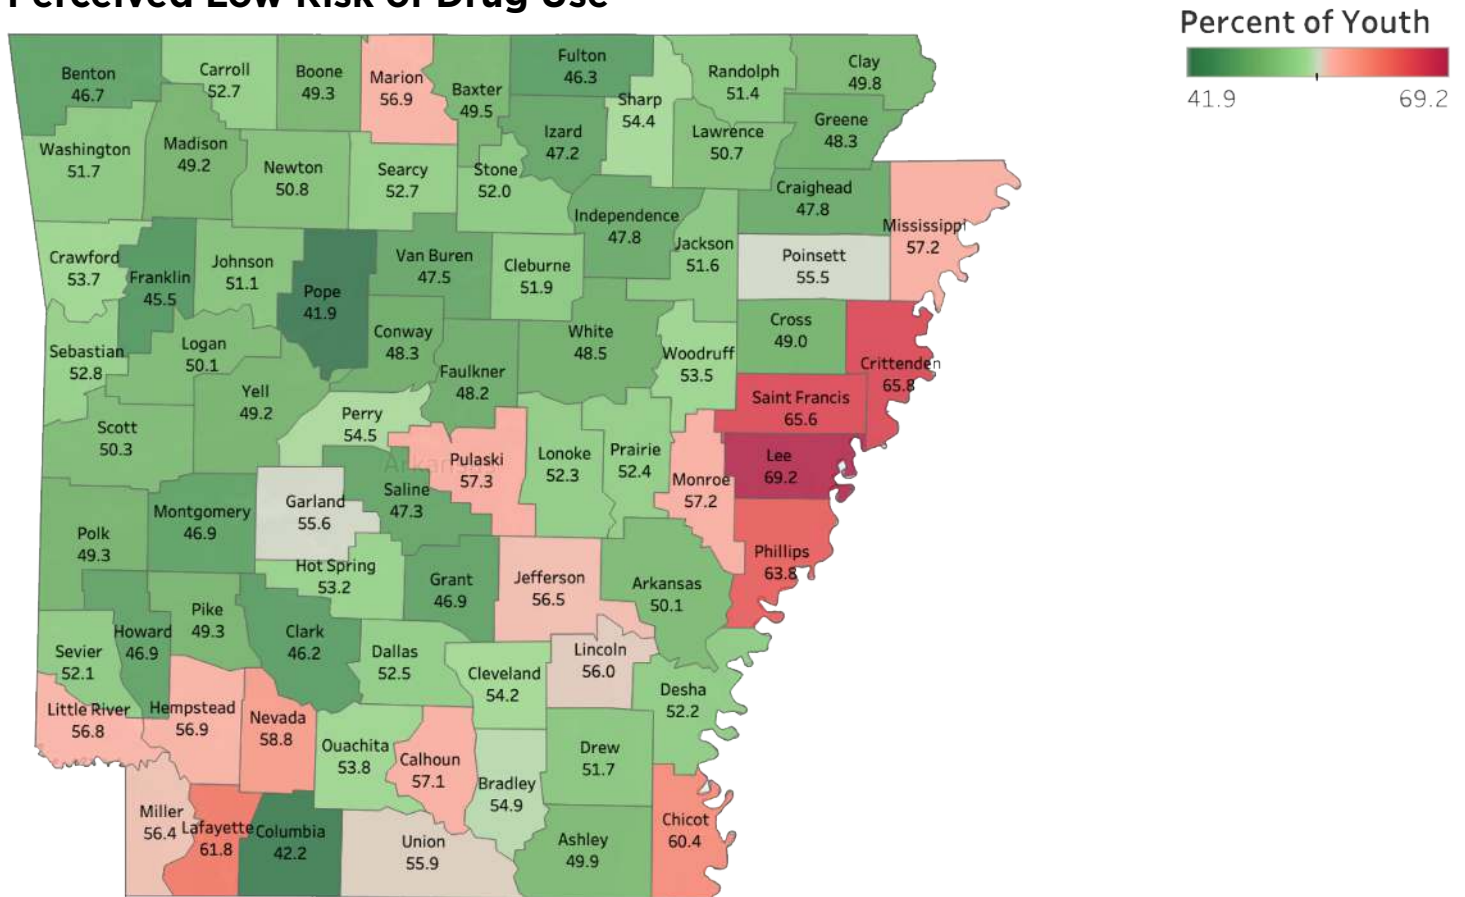 Perceived Low Risk of Drug Use
Percent of Youth
41.9
69.2
Benton
46.7
Carroll
52.7
Boone
49.3
Marion
56.9
Baxter
49.5
Fulton
46.3
Sharp
54.4
Randolph
51.4
Clay
49.8
Washington
51.7
Madison
49.2
Newton
50.8
Searcy
52.7
Stone
52.0
Izard
47.2
Lawrence
50.7
Greene
48.3
Craighead
47.8
Mississippi
57.2
Independence
47.8
Jackson
51.6
Poinsett
55.5
Crawford
53.7
Franklin
45.5
Johnson
51.1
Pope
41.9
Van Buren
47.5
Cleburne
51.9
Conway
48.3
White
48.5
Woodruff
53.5
Cross
49.0
Crittenden
65.8
Sebastian
52.8
Logan
50.1
Yell
49.2
Faulkner
48.2
Saint Francis
65.6
Scott
50.3
Perry
54.5
Arkansas
Pulaski
57.3
Lonoke
52.3
Prairie
52.4
Monroe
57.2
Lee
69.2
Garland
55.6
Saline
47.3
Polk
49.3
Montgomery
46.9
Hot Spring
53.2
Grant
46.9
Jefferson
56.5
Arkansas
50.1
Phillips
63.8
Howard
46.9
Pike
49.3
Clark
46.2
Sevier
52.1
Dallas
52.5
Cleveland
54.2
Lincoln
56.0
Desha
52.2
Little River
56.8
Hempstead
56.9
Nevada
58.8
Ouachita
53.8
Calhoun
57.1
Bradley
54.9
Drew
51.7
Miller
56.4
Lafayette
61.8
Columbia
42.2
Union
55.9
Ashley
49.9
Chicot
60.4